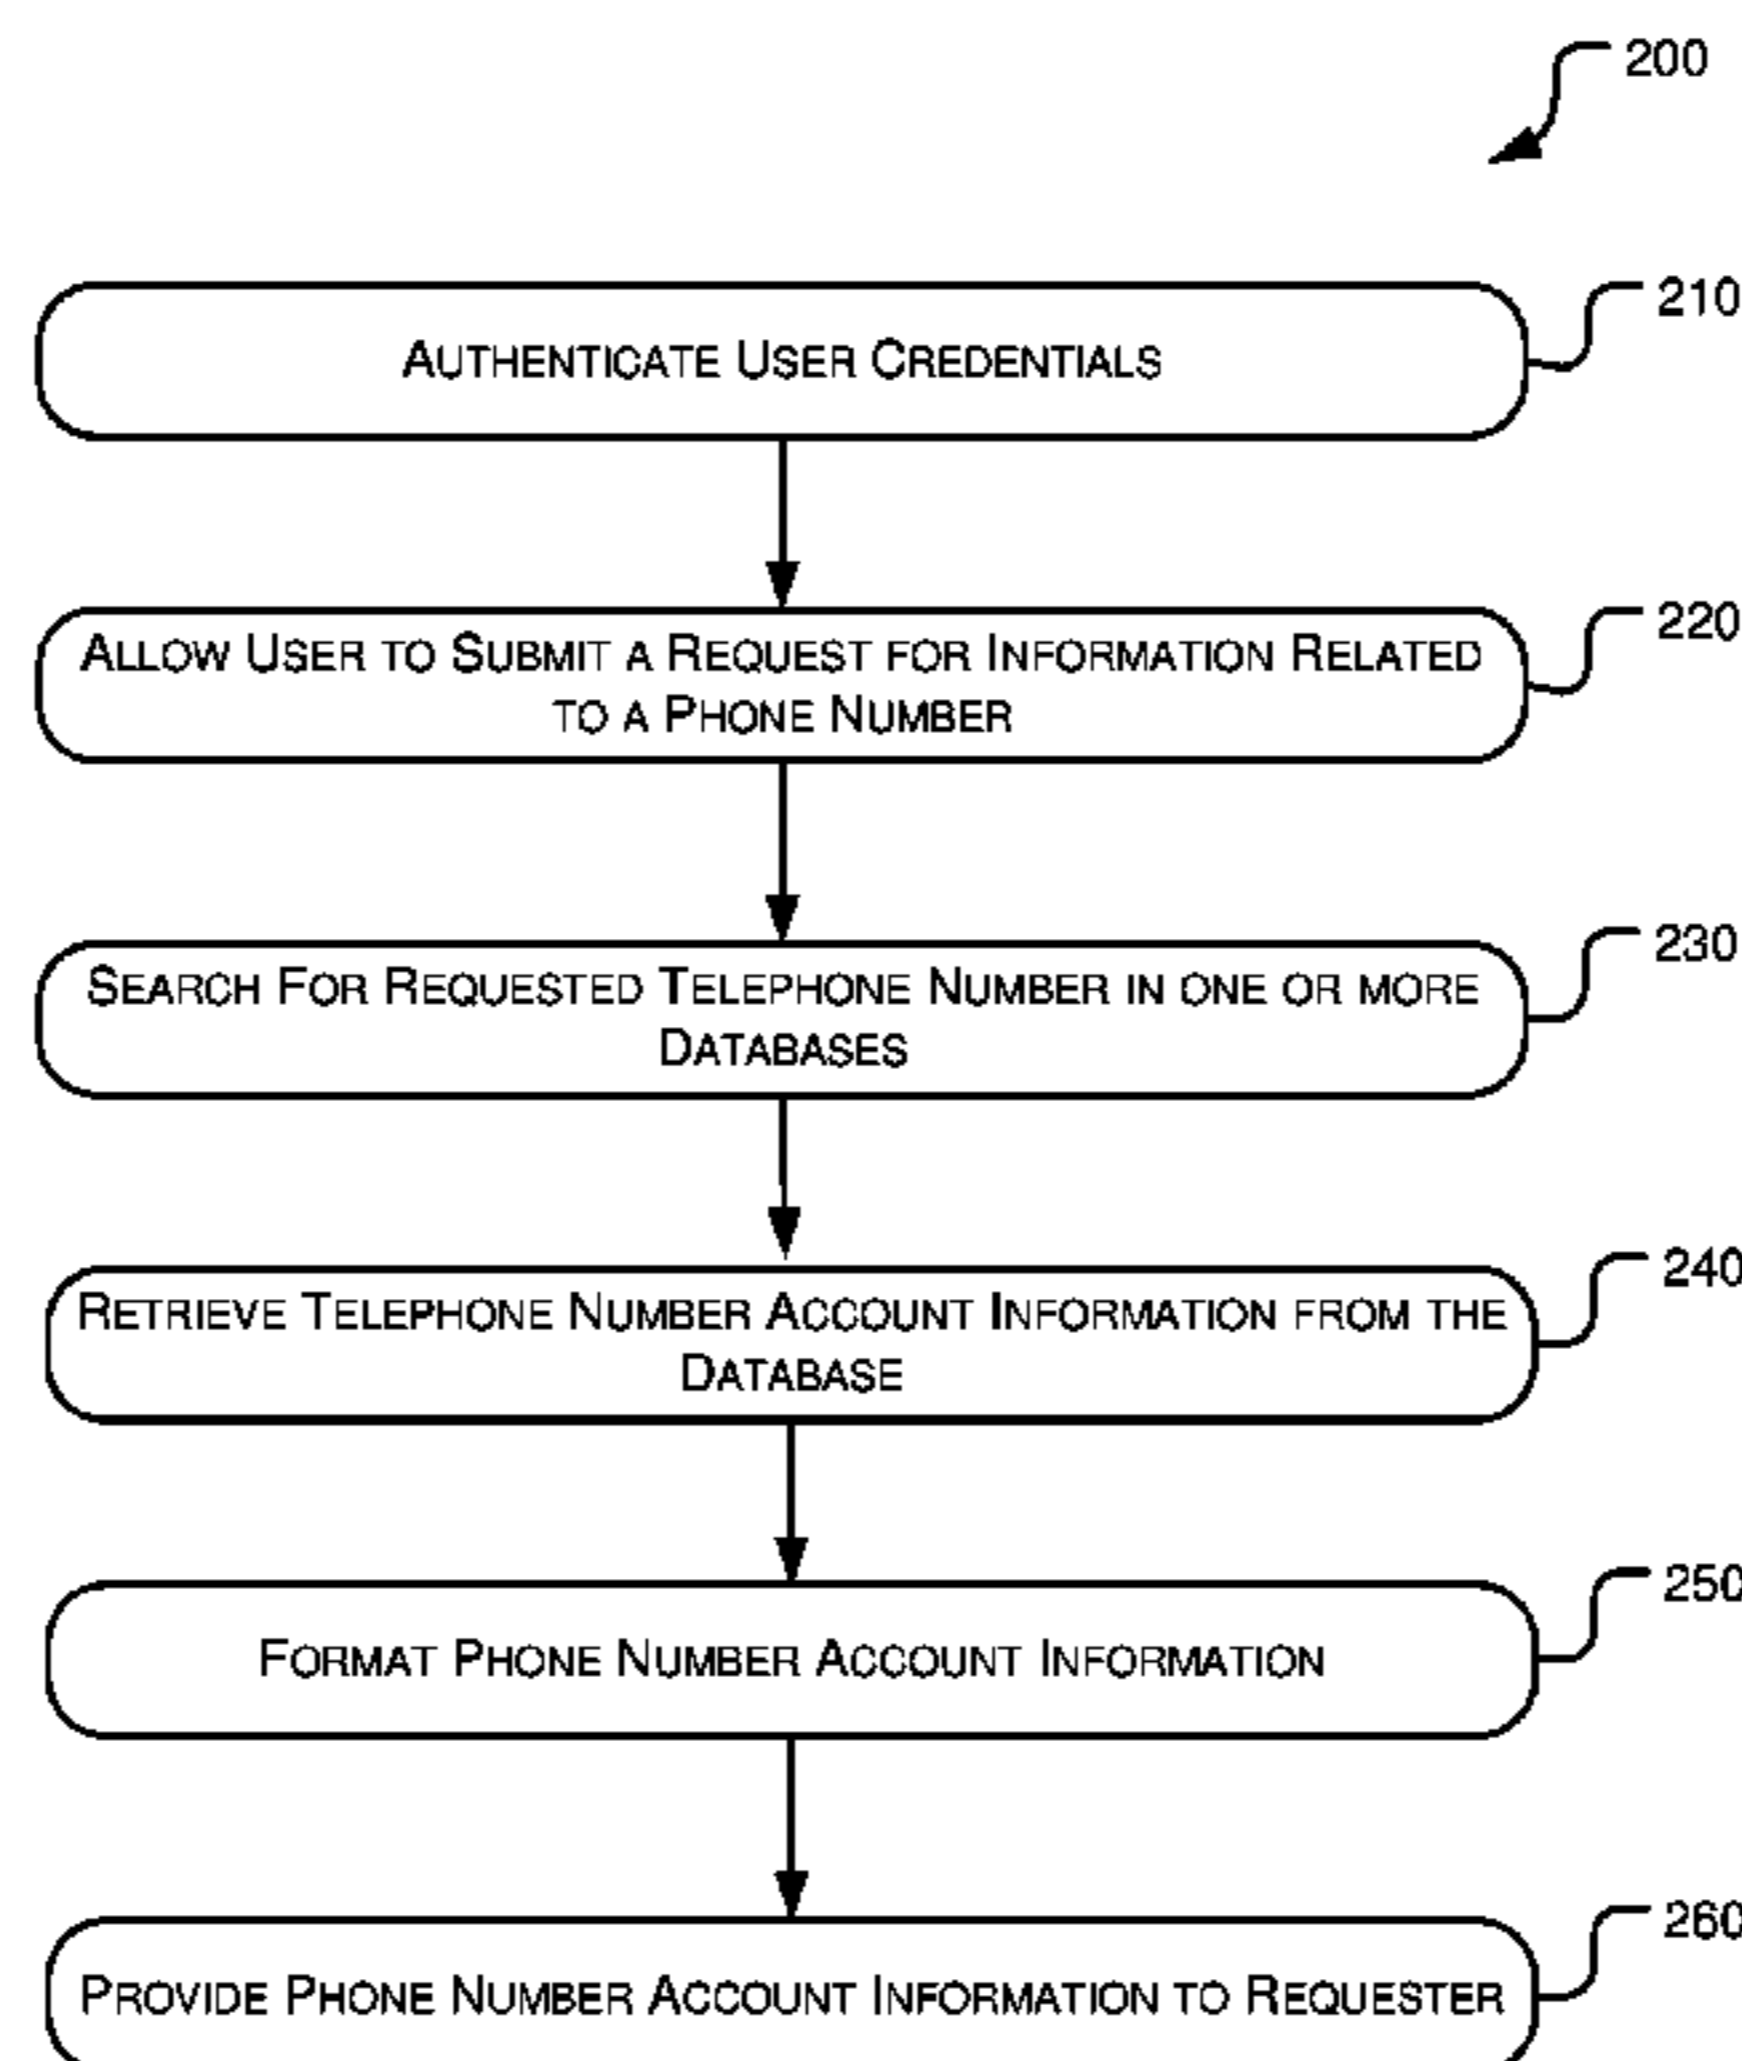 200
210
AUTHENTICATE USER CREDENTIALS
220
ALLOW USER TO SUBMIT A REQUEST FOR INFORMATION RELATED
TO A PHONE NUMBER
230
SEARCH FOR REQUESTED TELEPHONE NUMBER IN ONE OR MORE
DATABASES
240
RETRIEVE TELEPHONE NUMBER ACCOUNT INFORMATION FROM THE
DATABASE
250
FORMAT PHONE NUMBER ACCOUNT INFORMATION
260
PROVIDE PHONE NUMBER ACCOUNT INFORMATION TO REQUESTER